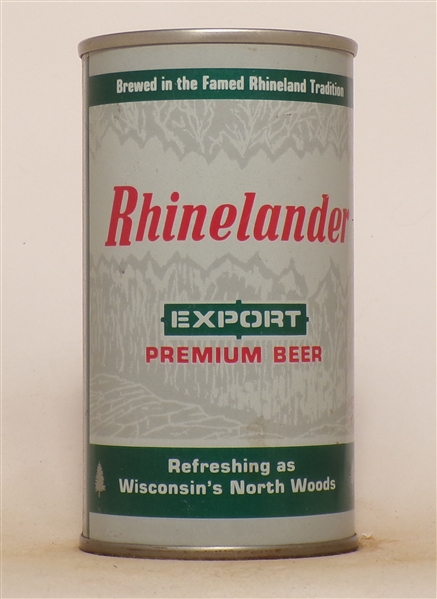 Brewed in the Famed Rhineland Tradition
Rhinelander
EXPORT
PREMIUM BEER
Refreshing as
Wisconsin's North Woods